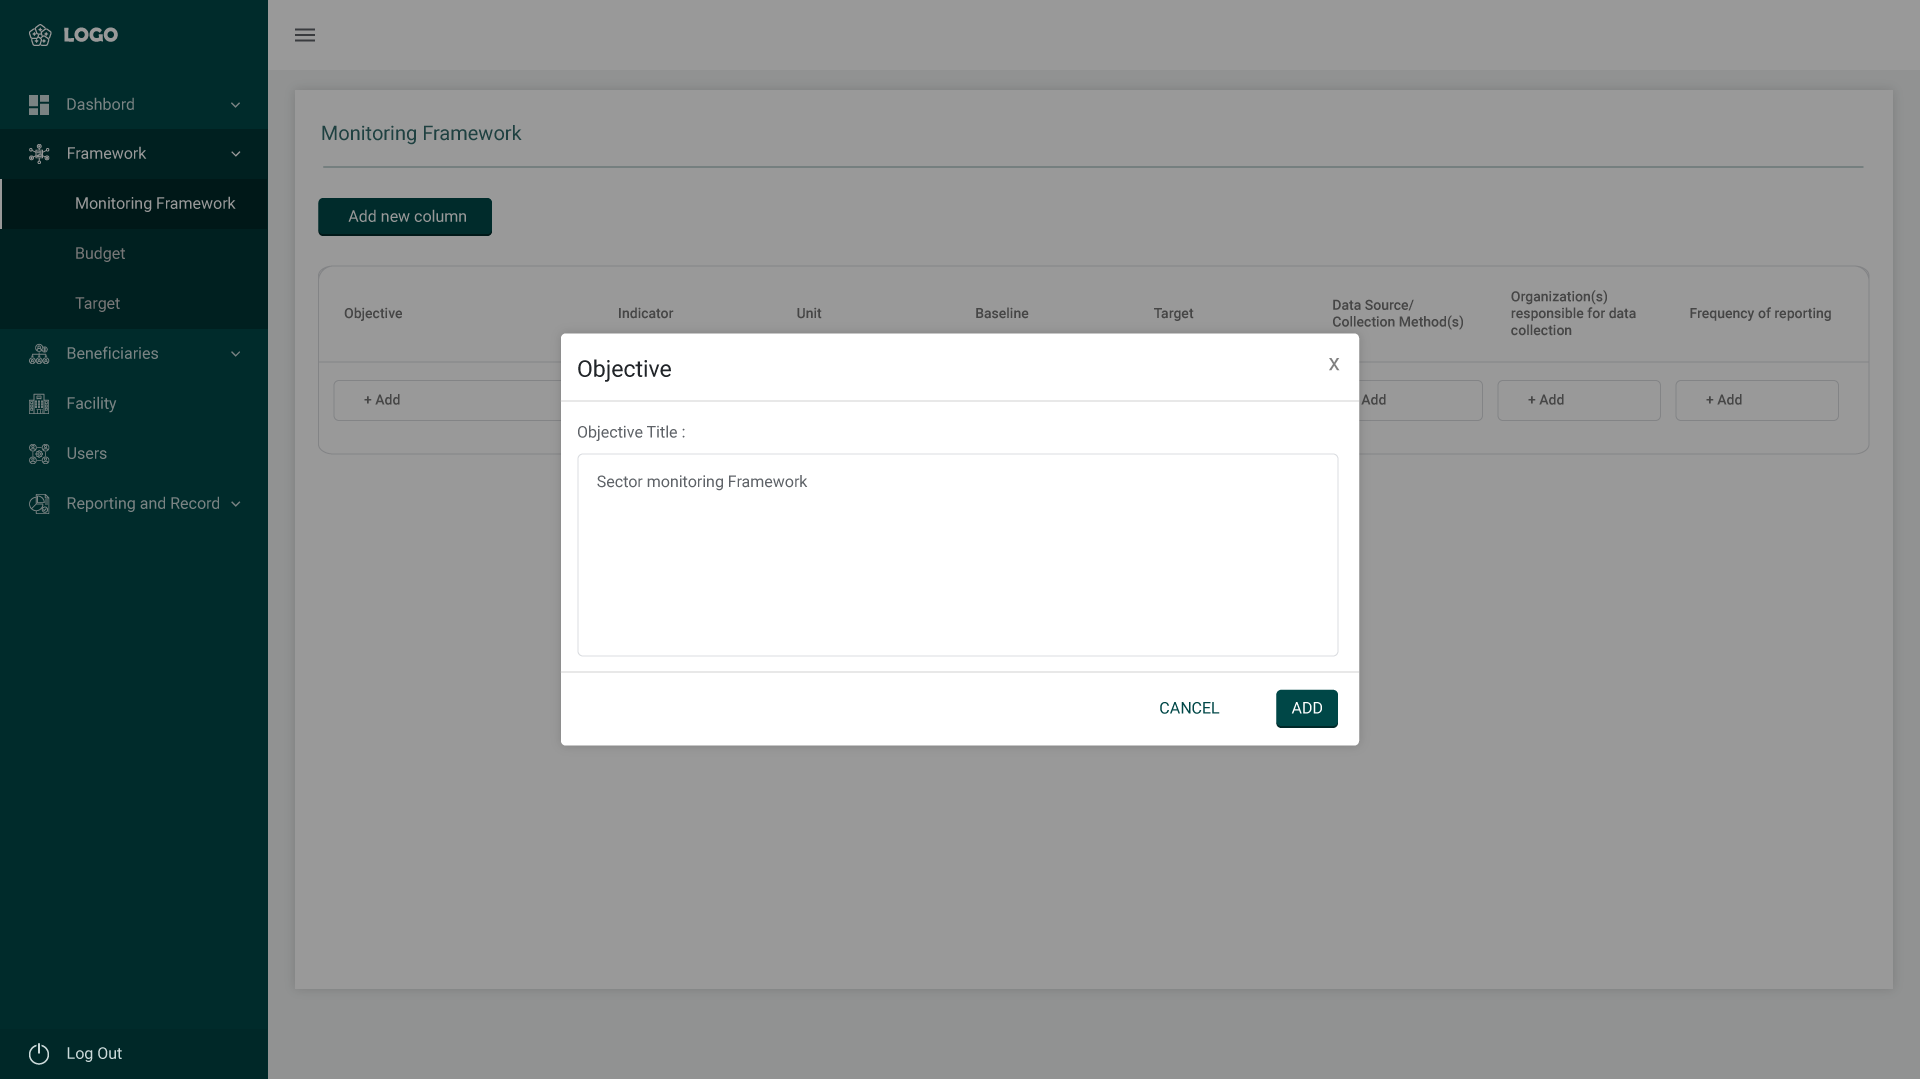 LOGO
Dashbord
Framework
Monitoring Framework
Budget
Target
Beneficiaries
Facility
Users
Reporting and Record
Log Out
Monitoring Framework
Add new column
Objective
Indicator
Unit
Baseline
Target
Data Source/
Collection Method(s)
Organization(s)
responsible for data
collection
Frequency of reporting
+ Add
Add
+ Add
+ Add
Objective
X
Objective Title :
Sector monitoring Framework
CANCEL
ADD